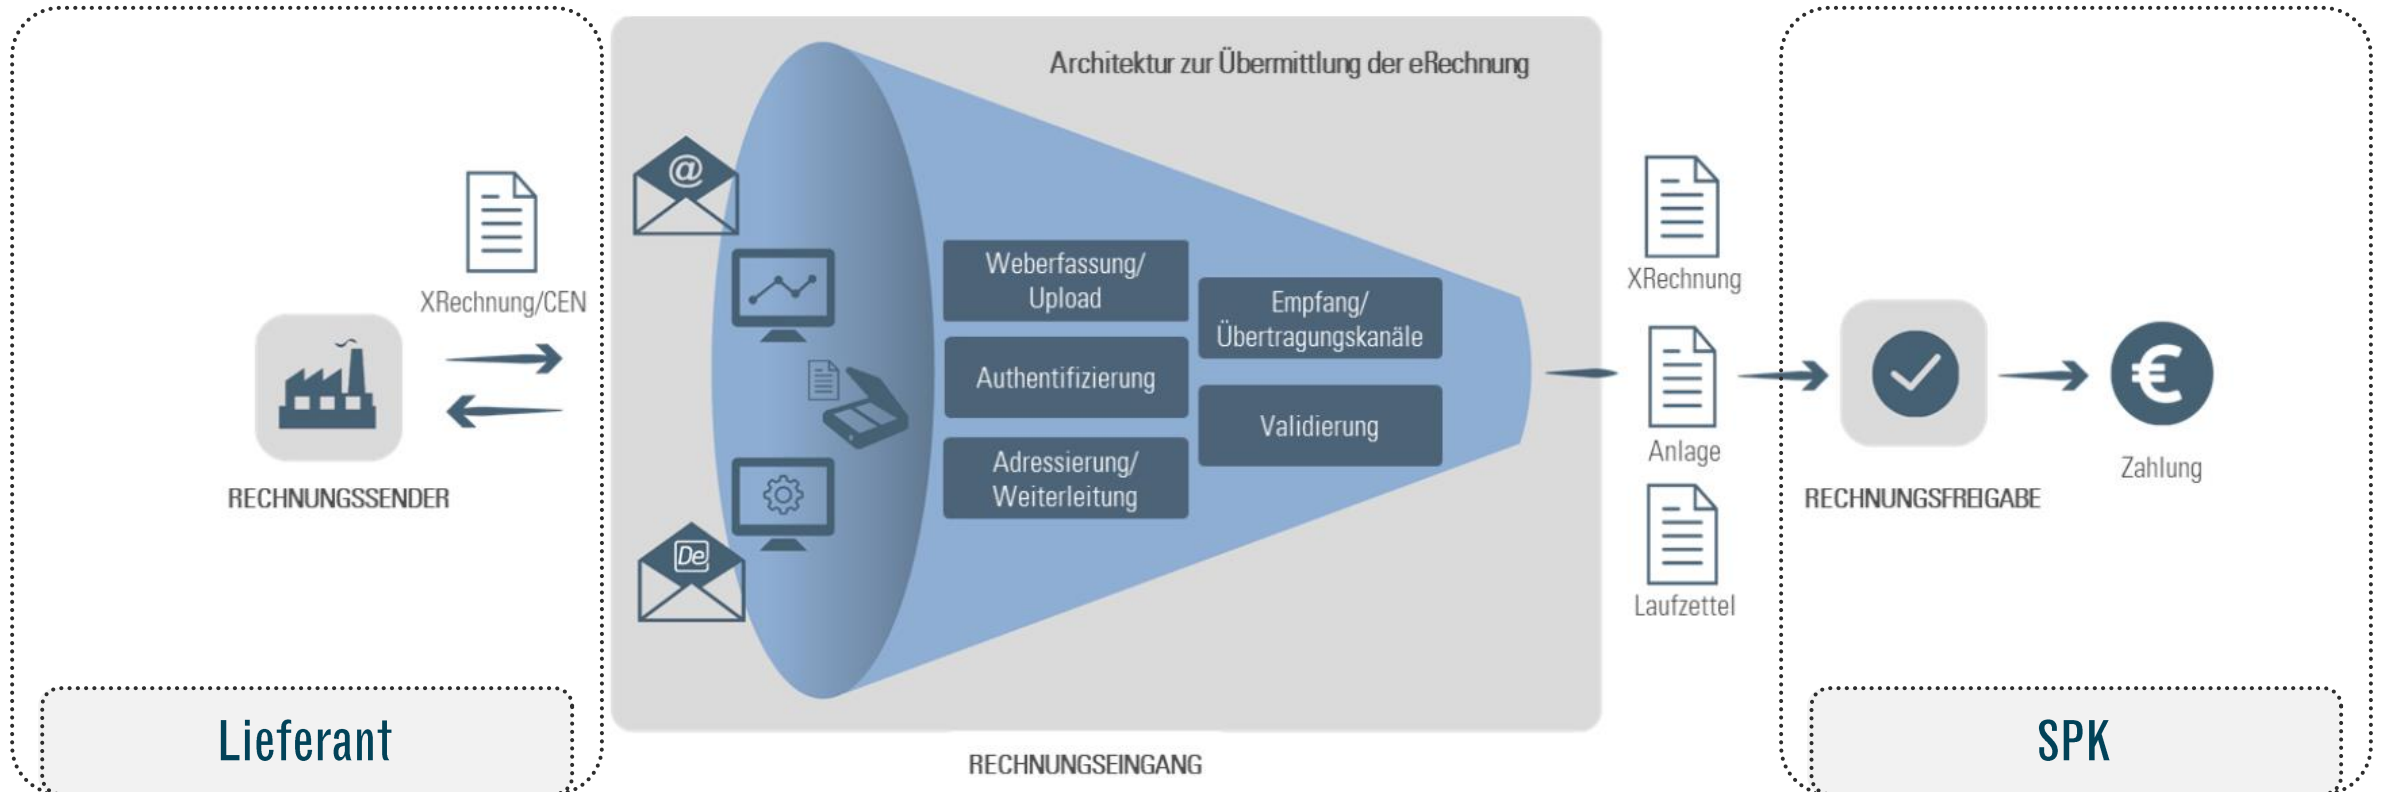 Architektur zur Übermittlung der eRechnung
@
XRechnung/CEN
RECHNUNGSSENDER
De
Weberfassung/
Upload
Authentifizierung
Adressierung/
Weiterleitung
Empfang/
Übertragungskanäle
Validierung
XRechnung
Anlage
Laufzettel
RECHNUNGSFREIGABE
€
Zahlung
Lieferant
RECHNUNGSEINGANG
SPK